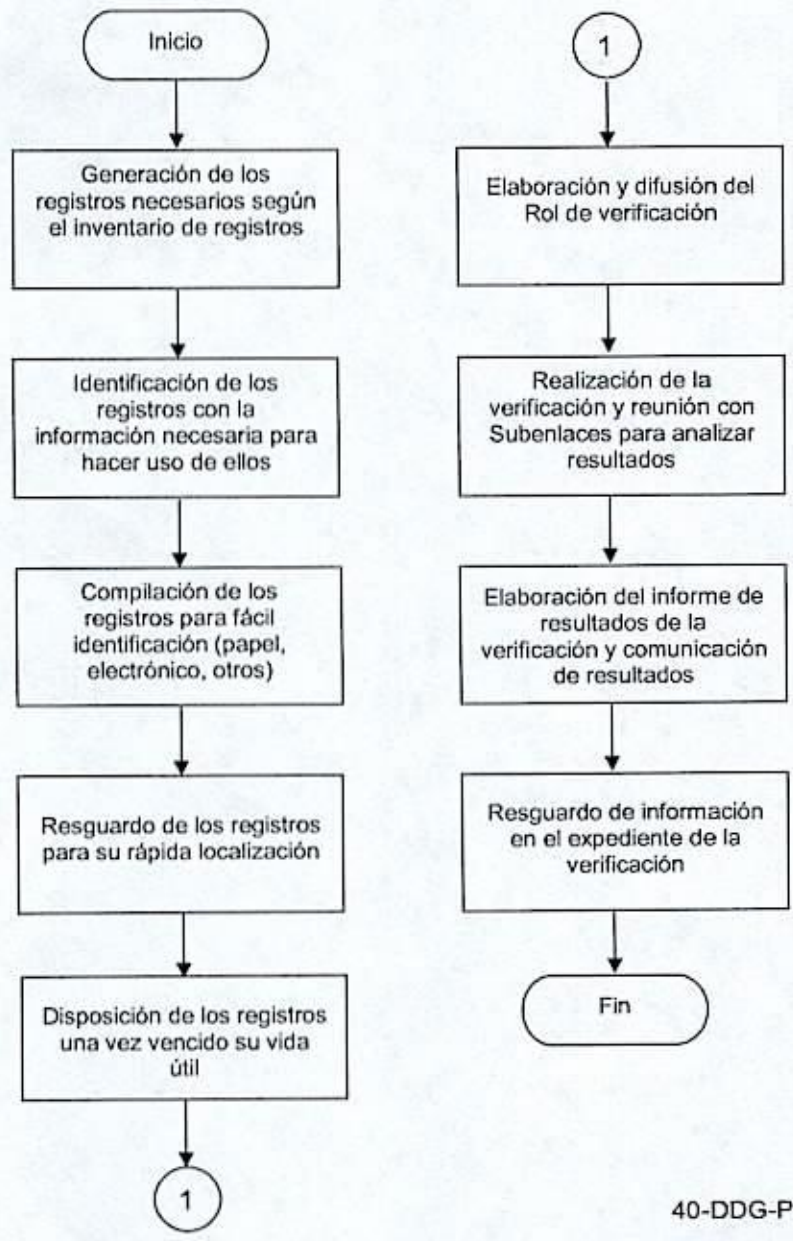 Inicio
Generación de los
registros necesarios según
el inventario de registros
Identificación de los
registros con la
información necesaria para
hacer uso de ellos
Compilación de los
registros para fácil
identificación (papel,
electrónico, otros)
Resguardo de los registros
para su rápida localización
Disposición de los registros
una vez vencido su vida
útil
1
1
Elaboración y difusión del
Rol de verificación
Realización de la
verificación y reunión con
Subenlaces para analizar
resultados
Elaboración del informe de
resultados de la
verificación y comunicación
de resultados
Resguardo de información
en el expediente de la
verificación
Fin
40-DDG-P